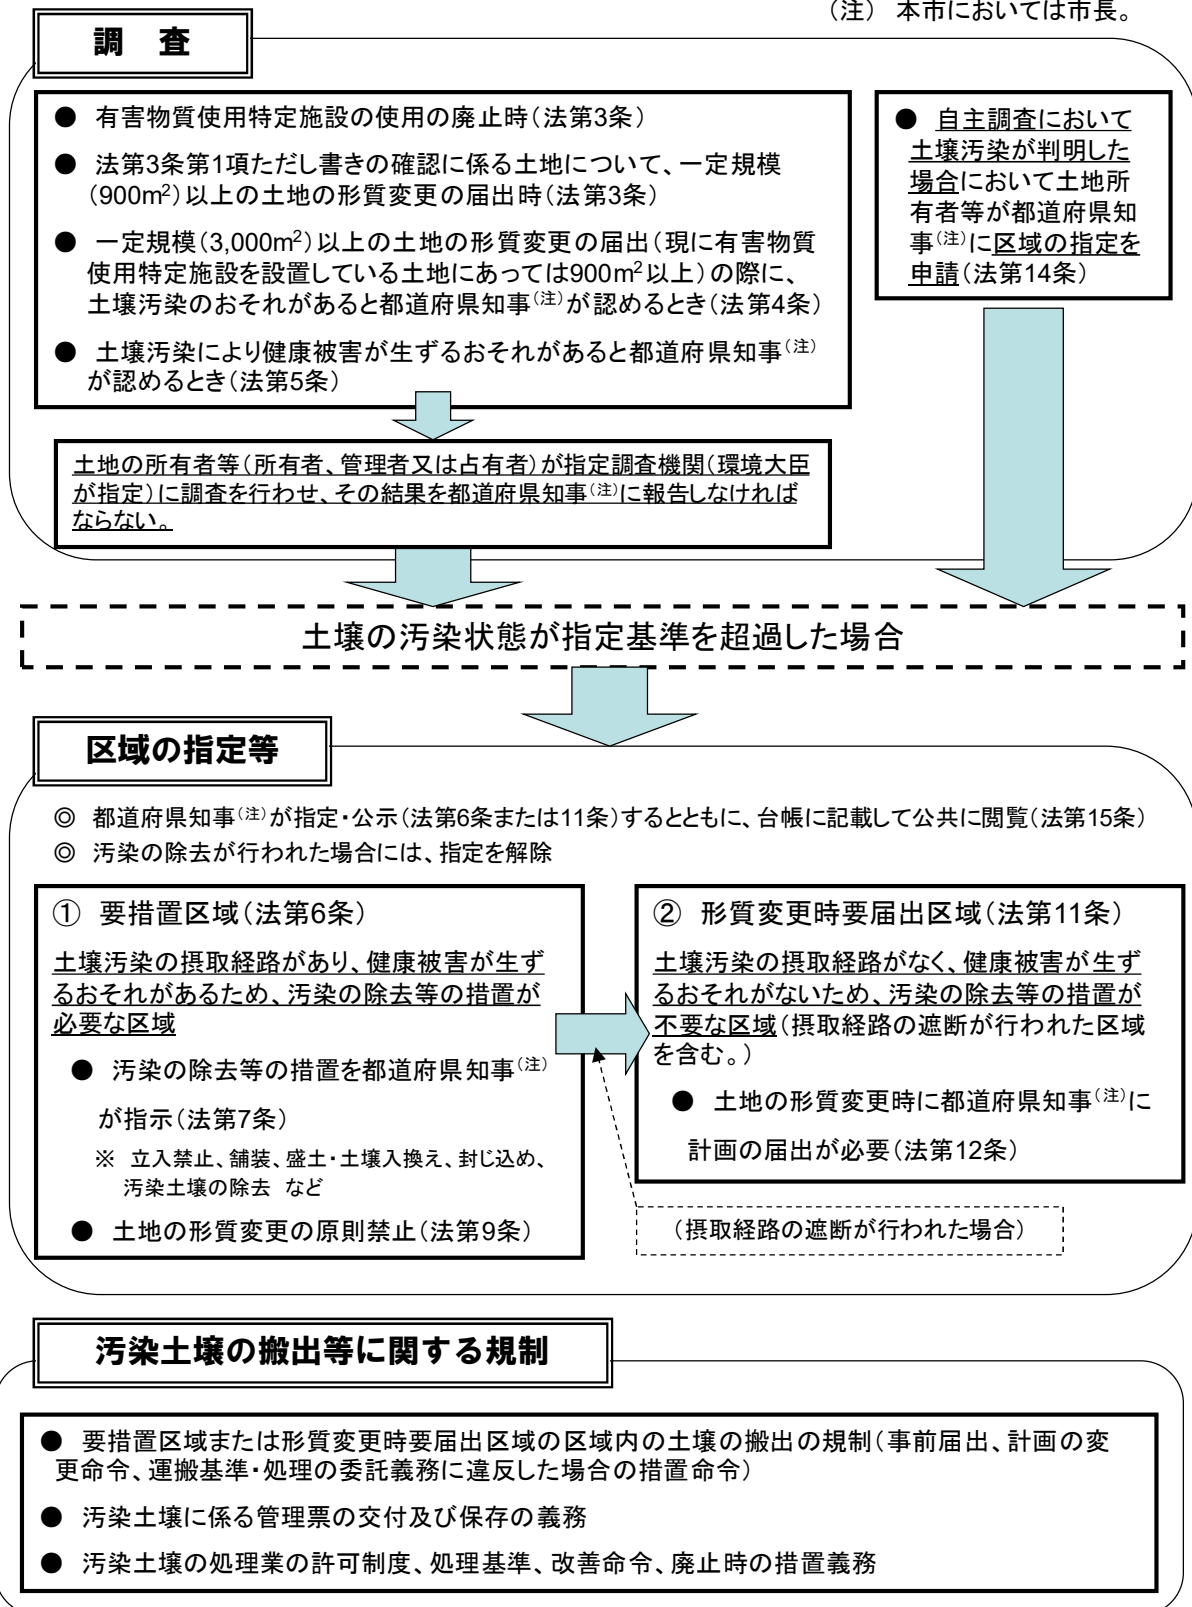 （注） 本市においては市長。
調 査
● 有害物質使用特定施設の使用の廃止時（法第3条）
● 法第3条第1項ただし書きの確認に係る土地について、一定規模
（900m²）以上の土地の形質変更の届出時（法第3条）
● 一定規模（3,000m²）以上の土地の形質変更の届出（現に有害物質
使用特定施設を設置している土地にあっては900m²以上）の際に、
土壌汚染のおそれがあると都道府県知事（注）が認めるとき（法第4条）
● 土壌汚染により健康被害が生ずるおそれがあると都道府県知事（注）
が認めるとき（法第5条）
● 自主調査において
土壌汚染が判明した
場合において土地所
有者等が都道府県知
事（注）に区域の指定を
申請（法第14条）
土地の所有者等（所有者、管理者又は占有者）が指定調査機関（環境大臣
が指定）に調査を行わせ、その結果を都道府県知事（注）に報告しなければ
ならない。
土壌の汚染状態が指定基準を超過した場合
区域の指定等
◎ 都道府県知事（注）が指定・公示（法第6条または11条）するとともに、台帳に記載して公共に閲覧（法第15条）
◎ 汚染の除去が行われた場合には、指定を解除
① 要措置区域（法第6条）
土壌汚染の摂取経路があり、健康被害が生ず
るおそれがあるため、汚染の除去等の措置が
必要な区域
● 汚染の除去等の措置を都道府県知事（注）
が指示（法第7条）
※ 立入禁止、舗装、盛土・土壌入換え、封じ込め、
汚染土壌の除去 など
● 土地の形質変更の原則禁止（法第9条）
② 形質変更時要届出区域（法第11条）
土壌汚染の摂取経路がなく、健康被害が生ず
るおそれがないため、汚染の除去等の措置が
不要な区域（摂取経路の遮断が行われた区域
を含む。）
● 土地の形質変更時に都道府県知事（注）に
計画の届出が必要（法第12条）
（摂取経路の遮断が行われた場合）
汚染土壌の搬出等に関する規制
● 要措置区域または形質変更時要届出区域の区域内の土壌の搬出の規制（事前届出、計画の変
更命令、運搬基準・処理の委託義務に違反した場合の措置命令）
● 汚染土壌に係る管理票の交付及び保存の義務
● 汚染土壌の処理業の許可制度、処理基準、改善命令、廃止時の措置義務